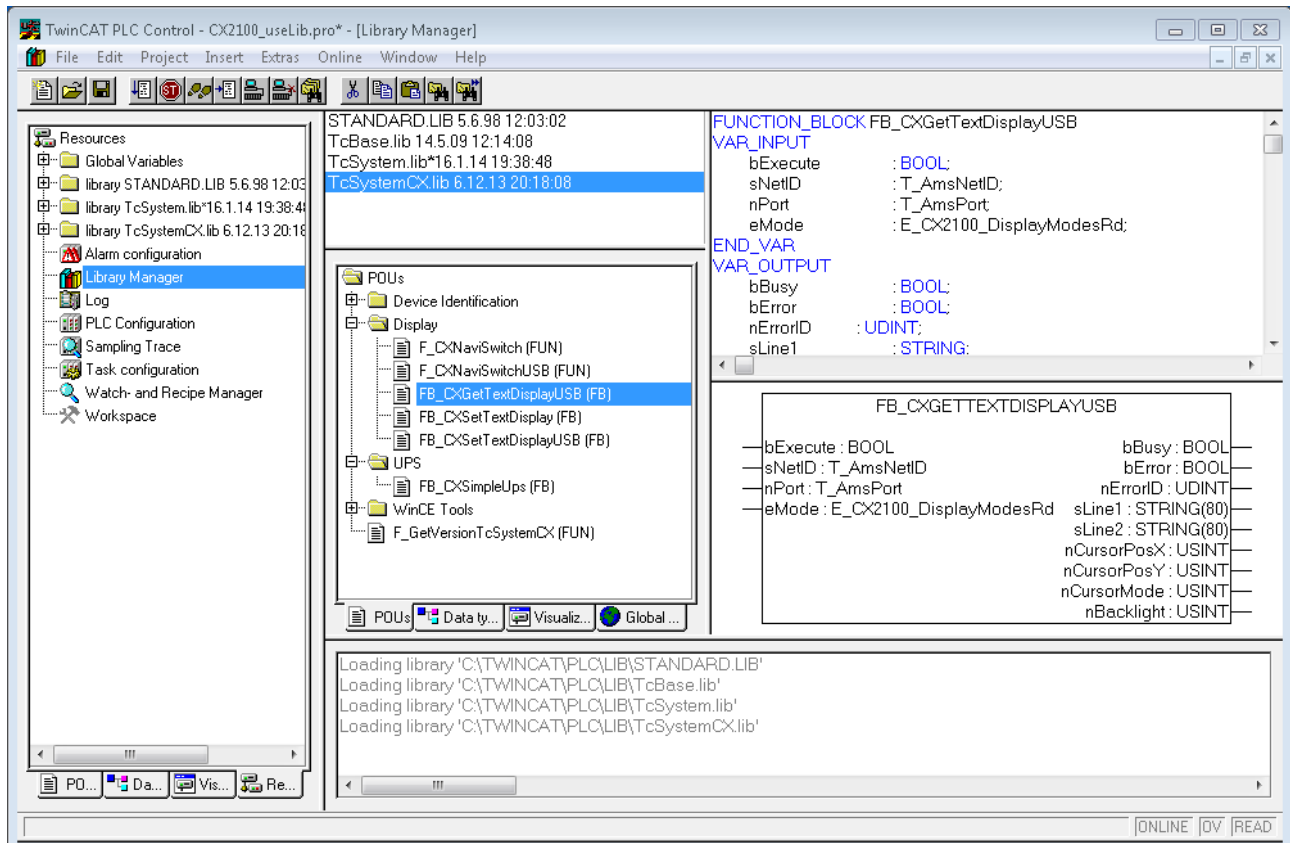 TwinCAT PLC Control - CX2100_useLib.pro* - [Library Manager]
File Edit Project Insert Extras Online Window Help
Resources
Global Variables
library STANDARD.LIB 5.6.98 12:03
library TcSystem.lib*16.1.14 19:38:4
library TcSystemCX.lib 6.12.13 20:18
Alarm configuration
Library Manager
Log
PLC Configuration
Sampling Trace
Task configuration
Watch- and Recipe Manager
Workspace
PO...
Da...
Vis...
Re...
STANDARD.LIB 5.6.98 12:03:02
TcBase.lib 14.5.09 12:14:08
TcSystem.lib*16.1.14 19:38:48
TcSystemCX.lib 6.12.13 20:18:08
POUs
Device Identification
Display
F_CXNaviSwitch (FUN)
F_CXNaviSwitchUSB (FUN)
FB_CXGetTextDisplayUSB (FB)
FB_CXSetTextDisplay (FB)
FB_CXSetTextDisplayUSB (FB)
UPS
FB_CXSimpleUps (FB)
WinCE Tools
F_GetVersionTcSystemCX (FUN)
POUs
Data ty...
Visualiz...
Global ...
FUNCTION_BLOCK FB_CXGetTextDisplayUSB
VAR_INPUT
bExecute : BOOL;
sNetID : T_AmsNetID;
nPort : T_AmsPort;
eMode : E_CX2100_DisplayModesRd;
END_VAR
VAR_OUTPUT
bBusy : BOOL;
bError : BOOL;
nErrorID : UDINT;
sLine1 : STRING;
FB_CXGETTEXTDISPLAYUSB
bExecute : BOOL bBusy : BOOL
sNetID : T_AmsNetID bError : BOOL
nPort : T_AmsPort nErrorID : UDINT
eMode : E_CX2100_DisplayModesRd sLine1 : STRING(80)
sLine2 : STRING(80)
nCursorPosX : USINT
nCursorPosY : USINT
nCursorMode : USINT
nBacklight : USINT
Loading library 'C:\TWINCAT\PLC\LIB\STANDARD.LIB'
Loading library 'C:\TWINCAT\PLC\LIB\TcBase.lib'
Loading library 'C:\TWINCAT\PLC\LIB\TcSystem.lib'
Loading library 'C:\TWINCAT\PLC\LIB\TcSystemCX.lib'
ONLINE OV READ